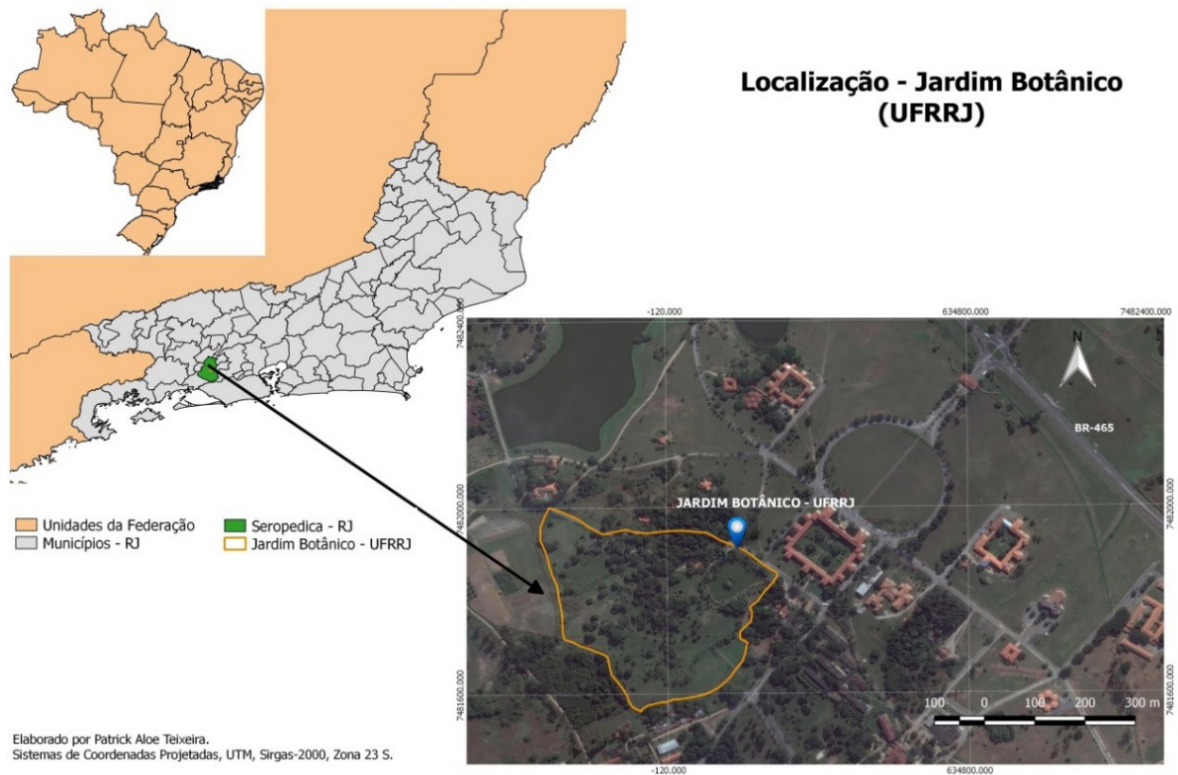 Localização - Jardim Botânico
(UFRRJ)
-120.000
634800.000
7482400.000
7482400.000
N
BR-465
JARDIM BOTÂNICO - UFRRJ
7482000.000
7482000.000
Unidades da Federação
Seropedica - RJ
Municípios - RJ
Jardim Botânico - UFRRJ
7481600.000
7481600.000
100 0 100 200 300 m
Elaborado por Patrick Aloe Teixeira.
Sistemas de Coordenadas Projetadas, UTM, Sirgas-2000, Zona 23 S.
-120.000
634800.000